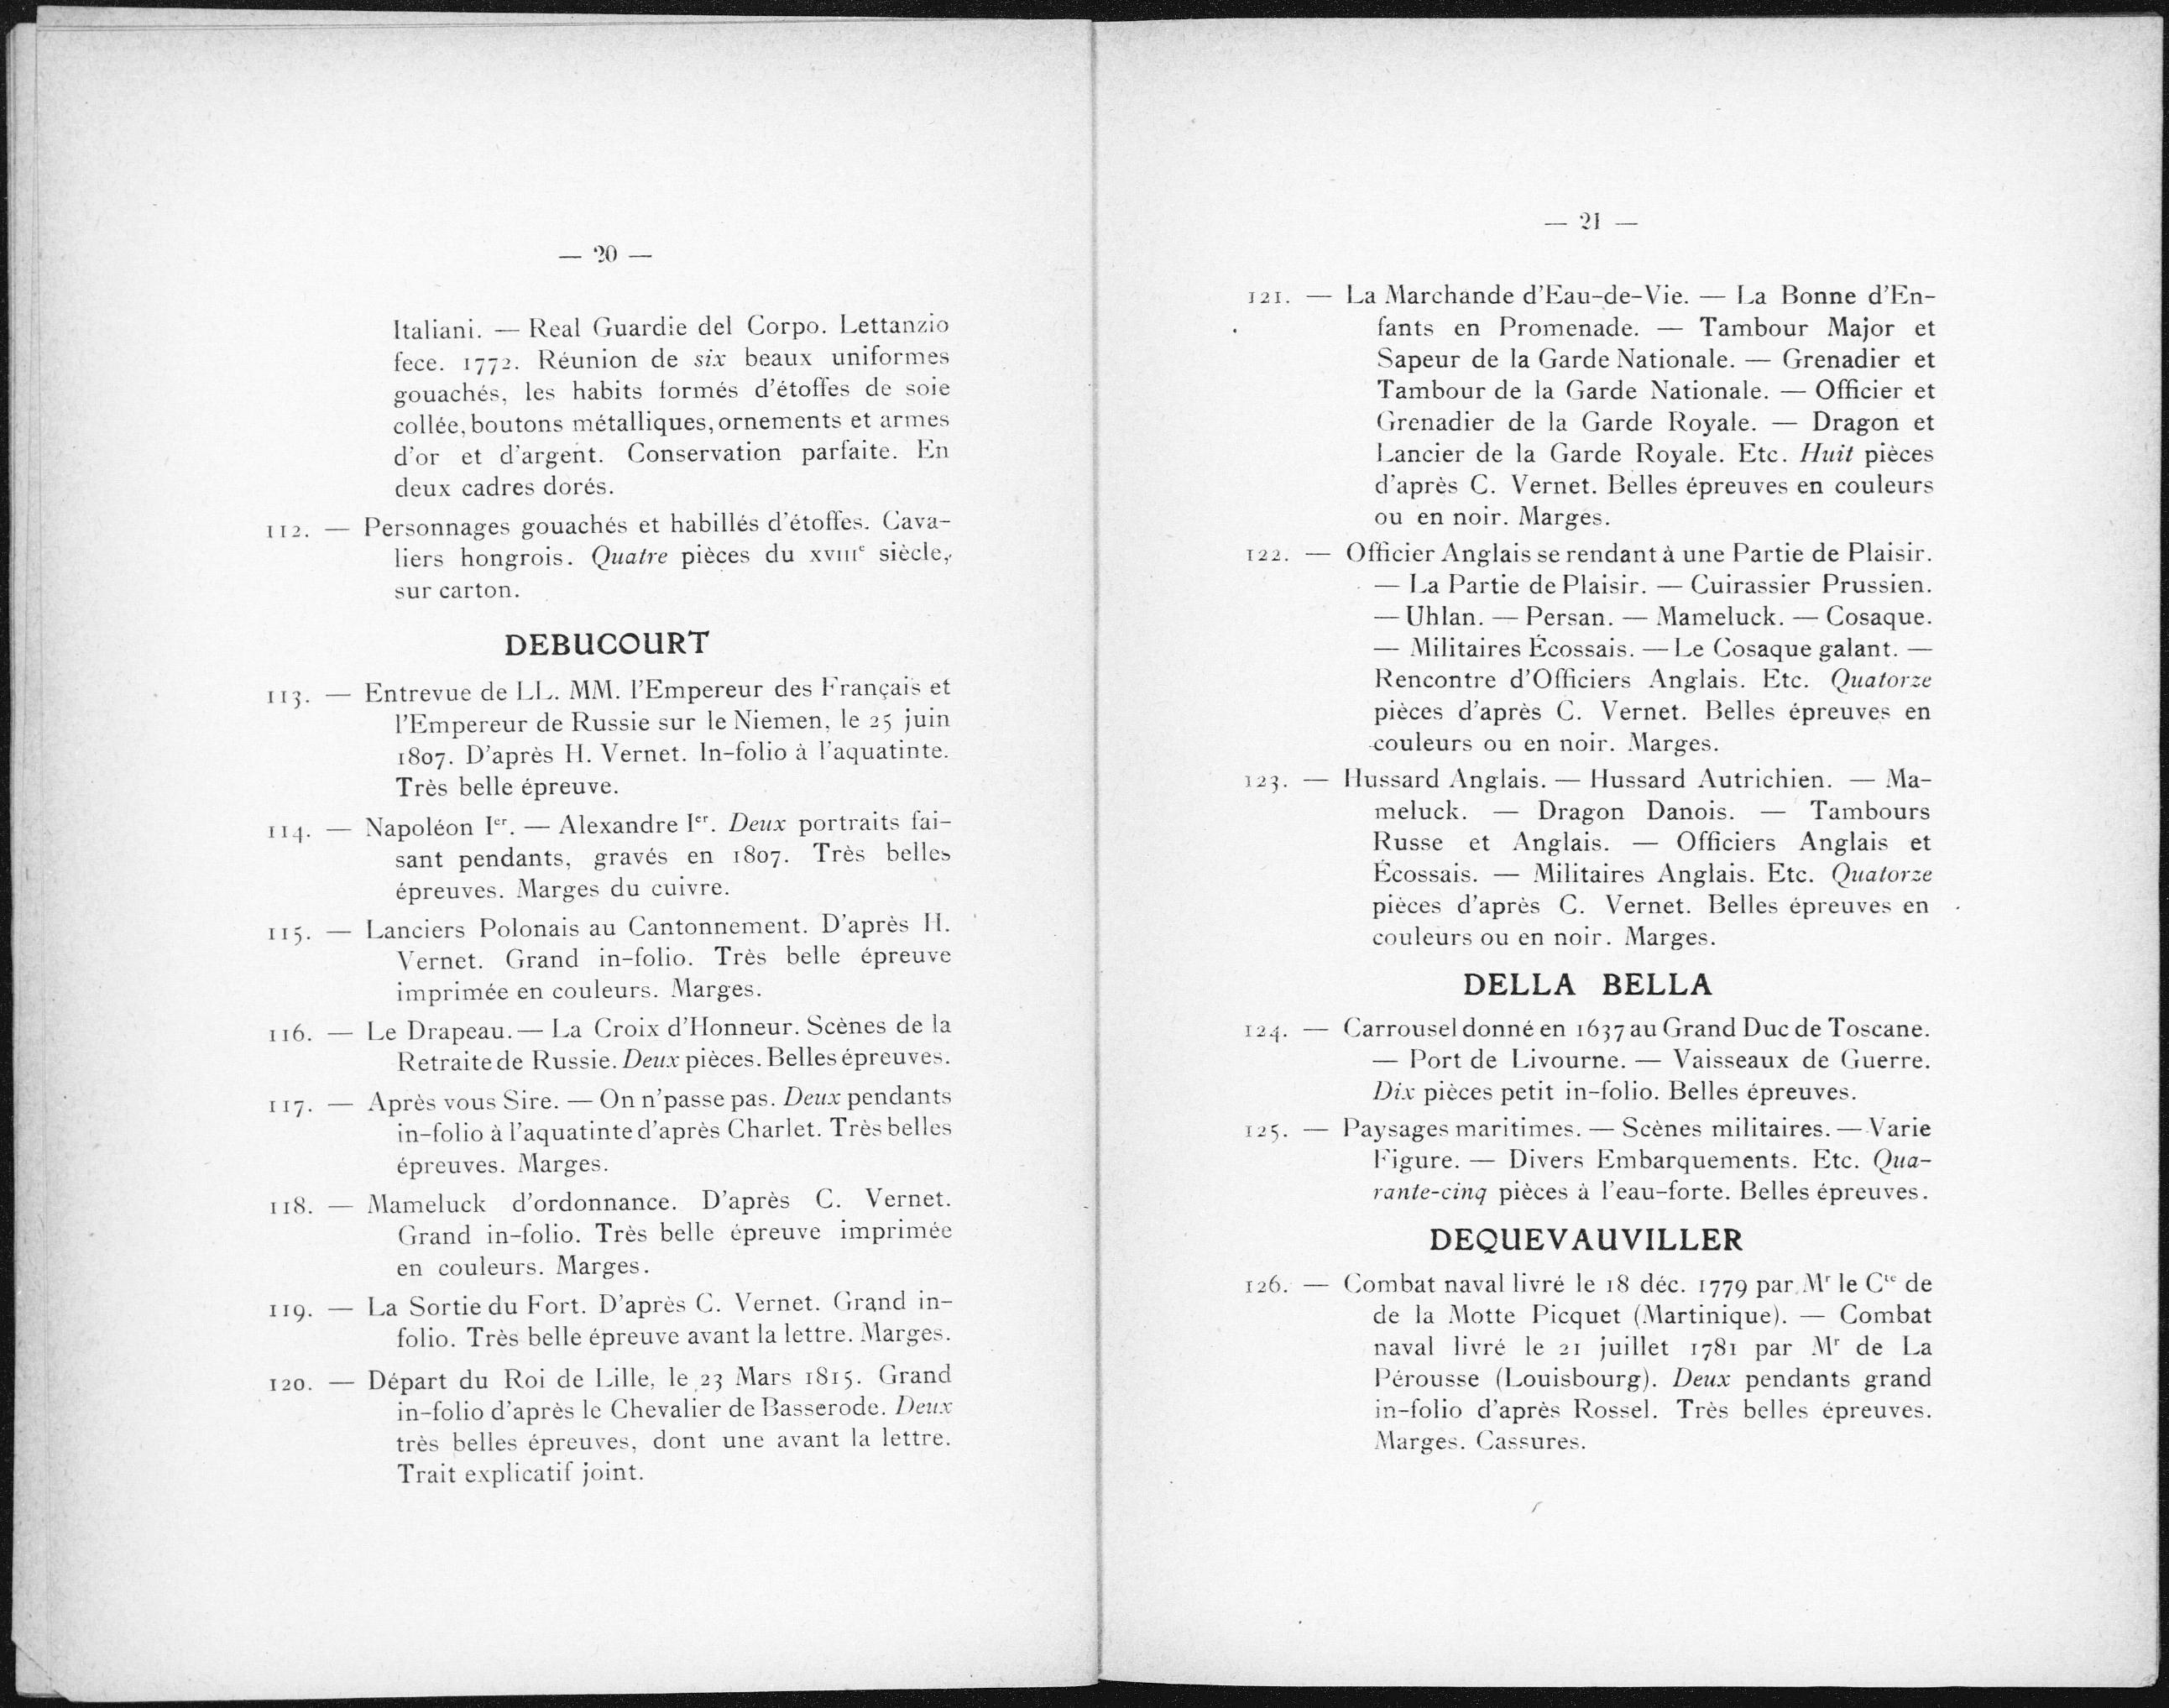 — 20 —
Italiani. — Real Guardie del Corpo. Lettanzio
fece. 1772. Réunion de six beaux uniformes
gouachés, les habits formés d'étoffes de soie
collée, boutons métalliques, ornements et armes
d'or et d'argent. Conservation parfaite. En
deux cadres dorés.
112. — Personnages gouachés et habillés d'étoffes. Cava-
liers hongrois. Quatre pièces du XVIIIe siècle,
sur carton.
DEBUCOURT
113. — Entrevue de LL. MM. l'Empereur des Français et
l'Empereur de Russie sur le Niemen, le 25 juin
1807. D'après H. Vernet. In-folio à l'aquatinte.
Très belle épreuve.
114. — Napoléon Ier. — Alexandre Ier. Deux portraits fai-
sant pendants, gravés en 1807. Très belles
épreuves. Marges du cuivre.
115. — Lanciers Polonais au Cantonnement. D'après H.
Vernet. Grand in-folio. Très belle épreuve
imprimée en couleurs. Marges.
116. — Le Drapeau. — La Croix d'Honneur. Scènes de la
Retraite de Russie. Deux pièces. Belles épreuves.
117. — Après vous Sire. — On n'passe pas. Deux pendants
in-folio à l'aquatinte d'après Charlet. Très belles
épreuves. Marges.
118. — Mameluck d'ordonnance. D'après C. Vernet.
Grand in-folio. Très belle épreuve imprimée
en couleurs. Marges.
119. — La Sortie du Fort. D'après C. Vernet. Grand in-
folio. Très belle épreuve avant la lettre. Marges.
120. — Départ du Roi de Lille, le 23 Mars 1815. Grand
in-folio d'après le Chevalier de Basserode. Deux
très belles épreuves, dont une avant la lettre.
Trait explicatif joint.
— 21 —
121. — La Marchande d'Eau-de-Vie. — La Bonne d'En-
fants en Promenade. — Tambour Major et
Sapeur de la Garde Nationale. — Grenadier et
Tambour de la Garde Nationale. — Officier et
Grenadier de la Garde Royale. — Dragon et
Lancier de la Garde Royale. Etc. Huit pièces
d'après C. Vernet. Belles épreuves en couleurs
ou en noir. Marges.
122. — Officier Anglais se rendant à une Partie de Plaisir.
— La Partie de Plaisir. — Cuirassier Prussien.
— Uhlan. — Persan. — Mameluck. — Cosaque.
— Militaires Écossais. — Le Cosaque galant. —
Rencontre d'Officiers Anglais. Etc. Quatorze
pièces d'après C. Vernet. Belles épreuves en
couleurs ou en noir. Marges.
123. — Hussard Anglais. — Hussard Autrichien. — Ma-
meluck. — Dragon Danois. — Tambours
Russe et Anglais. — Officiers Anglais et
Écossais. — Militaires Anglais. Etc. Quatorze
pièces d'après C. Vernet. Belles épreuves en
couleurs ou en noir. Marges.
DELLA BELLA
124. — Carrousel donné en 1637 au Grand Duc de Toscane.
— Port de Livourne. — Vaisseaux de Guerre.
Dix pièces petit in-folio. Belles épreuves.
125. — Paysages maritimes. — Scènes militaires. — Varie
Figure. — Divers Embarquements. Etc. Qua-
rante-cinq pièces à l'eau-forte. Belles épreuves.
DEQUEVAUVILLER
126. — Combat naval livré le 18 déc. 1779 par Mr le Cte de
de la Motte Picquet (Martinique). — Combat
naval livré le 21 juillet 1781 par Mr de La
Pérousse (Louisbourg). Deux pendants grand
in-folio d'après Rossel. Très belles épreuves.
Marges. Cassures.